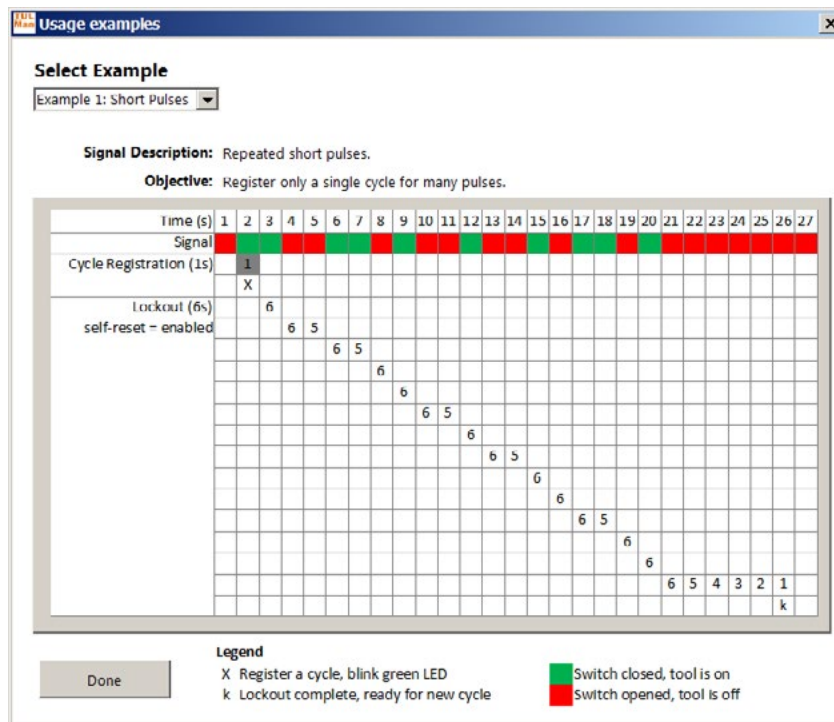 TUL Man Usage examples
Select Example
Example 1: Short Pulses
Signal Description: Repeated short pulses.
Objective: Register only a single cycle for many pulses.
Time (s) 1 2 3 4 5 6 7 8 9 10 11 12 13 14 15 16 17 18 19 20 21 22 23 24 25 26 27
Signal
Cycle Registration (1s) 1
X
Lockout (6s) 6
self-reset = enabled 6 5
6 5
6
6
6 5
6
6 5
6
6
6 5
6
6
6 5 4 3 2 1
k
Legend
X Register a cycle, blink green LED Switch closed, tool is on
Done
k Lockout complete, ready for new cycle Switch opened, tool is off